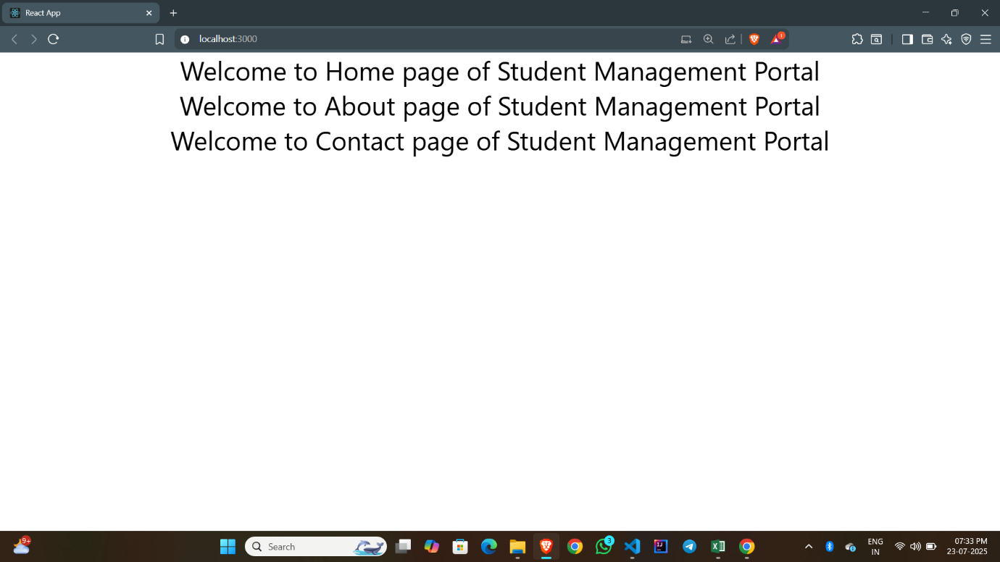 React App
localhost:3000
1
Welcome to Home page of Student Management Portal
Welcome to About page of Student Management Portal
Welcome to Contact page of Student Management Portal
9+
Search
3
IJ
ENG
IN
07:33 PM
23-07-2025